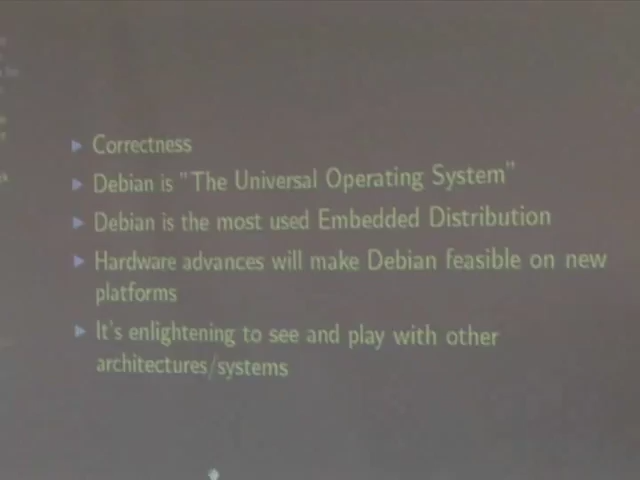 Correctness
Debian is "The Universal Operating System"
Debian is the most used Embedded Distribution
Hardware advances will make Debian feasible on new
platforms
It's enlightening to see and play with other
architectures/systems